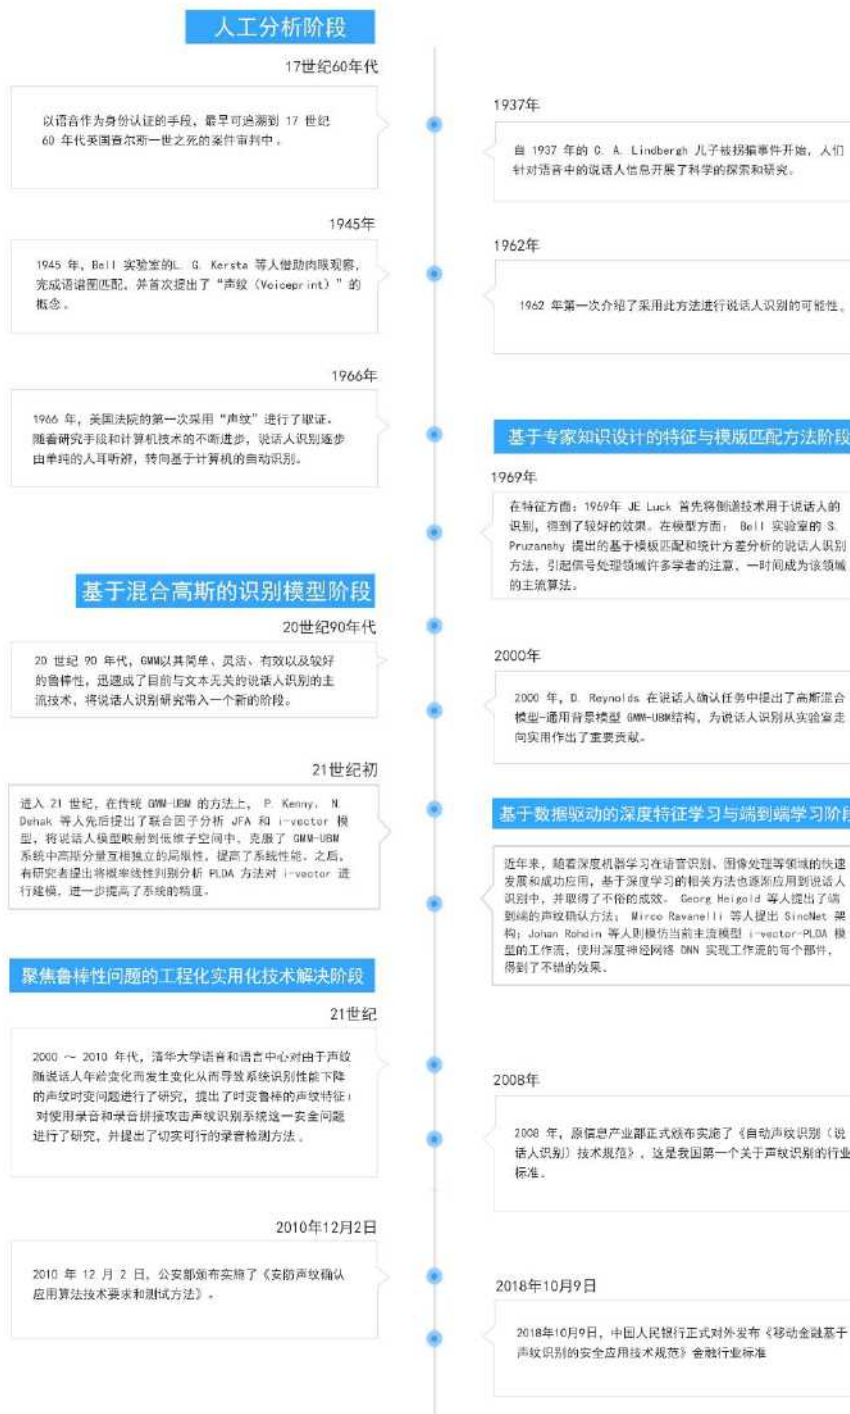 人工分析阶段
17世纪60年代
以语音作为身份认证的手段，最早可追溯到 17 世纪
60 年代英国查尔斯一世之死的案件审判中。
1937年
自 1937 年的 C. A. Lindbergh 儿子被拐骗事件开始，人们
针对语音中的说话人信息开展了科学的探索和研究。
1945年
1945 年，Bell 实验室的L. G. Kersta 等人借助肉眼观察，
完成语谱图匹配，并首次提出了“声纹（Voiceprint）”的
概念。
1962年
1962 年第一次介绍了采用此方法进行说话人识别的可能性。
1966年
1966 年，美国法院的第一次采用“声纹”进行了取证。
随着研究手段和计算机技术的不断进步，说话人识别逐步
由单纯的人耳听辨，转向基于计算机的自动识别。
基于专家知识设计的特征与模版匹配方法阶段
1969年
在特征方面：1969年 JE Luck 首先将倒谱技术用于说话人的
识别，得到了较好的效果。在模型方面： Bell 实验室的 S.
Pruzanshy 提出的基于模板匹配和统计方差分析的说话人识别
方法，引起信号处理领域许多学者的注意，一时间成为该领域
的主流算法。
基于混合高斯的识别模型阶段
20世纪90年代
20 世纪 90 年代，GMM以其简单、灵活、有效以及较好
的鲁棒性，迅速成了目前与文本无关的说话人识别的主
流技术，将说话人识别研究带入一个新的阶段。
2000年
2000 年，D. Reynolds 在说话人确认任务中提出了高斯混合
模型-通用背景模型 GMM-UBM结构，为说话人识别从实验室走
向实用作出了重要贡献。
21世纪初
进入 21 世纪，在传统 GMM-UBM 的方法上， P. Kenny， N.
Dehak 等人先后提出了联合因子分析 JFA 和 i-vector 模
型，将说话人模型映射到低维子空间中，克服了 GMM-UBM
系统中高斯分量互相独立的局限性，提高了系统性能。之后，
有研究者提出将概率线性判别分析 PLDA 方法对 i-vector 进
行建模，进一步提高了系统的精度。
基于数据驱动的深度特征学习与端到端学习阶段
近年来，随着深度机器学习在语音识别、图像处理等领域的快速
发展和成功应用，基于深度学习的相关方法也逐渐应用到说话人
识别中，并取得了不俗的成效。 Georg Heigold 等人提出了端
到端的声纹确认方法； Mirco Ravanelli 等人提出 SincNet 架
构；Johan Rohdin 等人则模仿当前主流模型 i-vector-PLDA 模
型的工作流，使用深度神经网络 DNN 实现工作流的每个部件，
得到了不错的效果。
聚焦鲁棒性问题的工程化实用化技术解决阶段
21世纪
2000 ～ 2010 年代，清华大学语音和语言中心对由于声纹
随说话人年龄变化而发生变化从而导致系统识别性能下降
的声纹时变问题进行了研究，提出了时变鲁棒的声纹特征；
对使用录音和录音拼接攻击声纹识别系统这一安全问题
进行了研究，并提出了切实可行的录音检测方法。
2008年
2008 年，原信息产业部正式颁布实施了《自动声纹识别（说
话人识别）技术规范》，这是我国第一个关于声纹识别的行业
标准。
2010年12月2日
2010 年 12 月 2 日，公安部颁布实施了《安防声纹确认
应用算法技术要求和测试方法》。
2018年10月9日
2018年10月9日，中国人民银行正式对外发布《移动金融基于
声纹识别的安全应用技术规范》金融行业标准